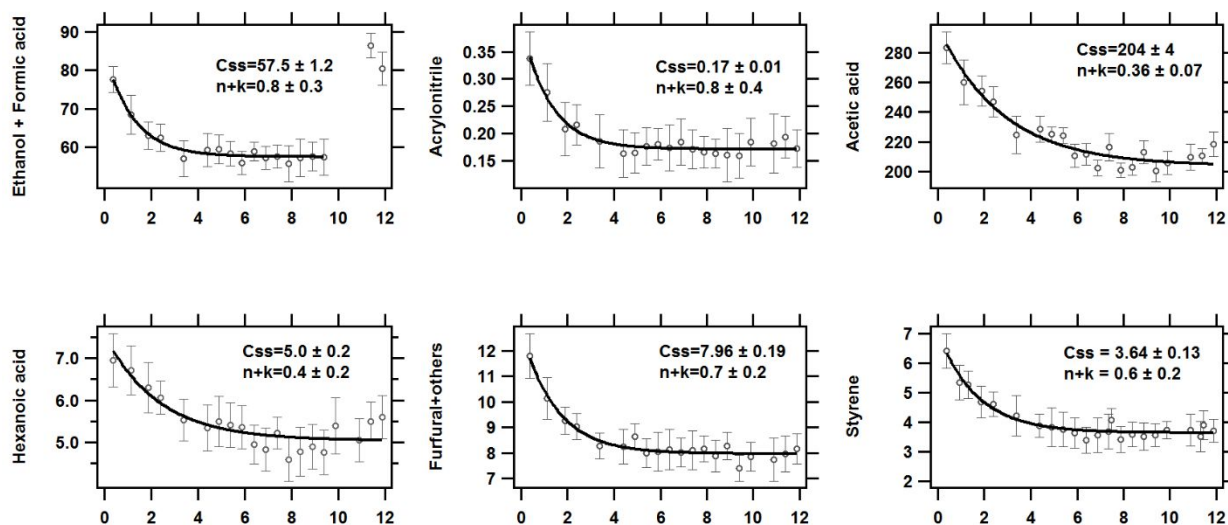 Ethanol + Formic acid
90
80
70
60
Css=57.5 ± 1.2
n+k=0.8 ± 0.3
0 2 4 6 8 10 12
Acrylonitrile
0.35
0.30
0.25
0.20
0.15
Css=0.17 ± 0.01
n+k=0.8 ± 0.4
0 2 4 6 8 10 12
Acetic acid
280
260
240
220
200
Css=204 ± 4
n+k=0.36 ± 0.07
0 2 4 6 8 10 12
Hexanoic acid
7.0
6.0
5.0
Css=5.0 ± 0.2
n+k=0.4 ± 0.2
0 2 4 6 8 10 12
Furfural+others
12
11
10
9
8
7
Css=7.96 ± 0.19
n+k=0.7 ± 0.2
0 2 4 6 8 10 12
Styrene
7
6
5
4
3
2
Css = 3.64 ± 0.13
n+k = 0.6 ± 0.2
0 2 4 6 8 10 12